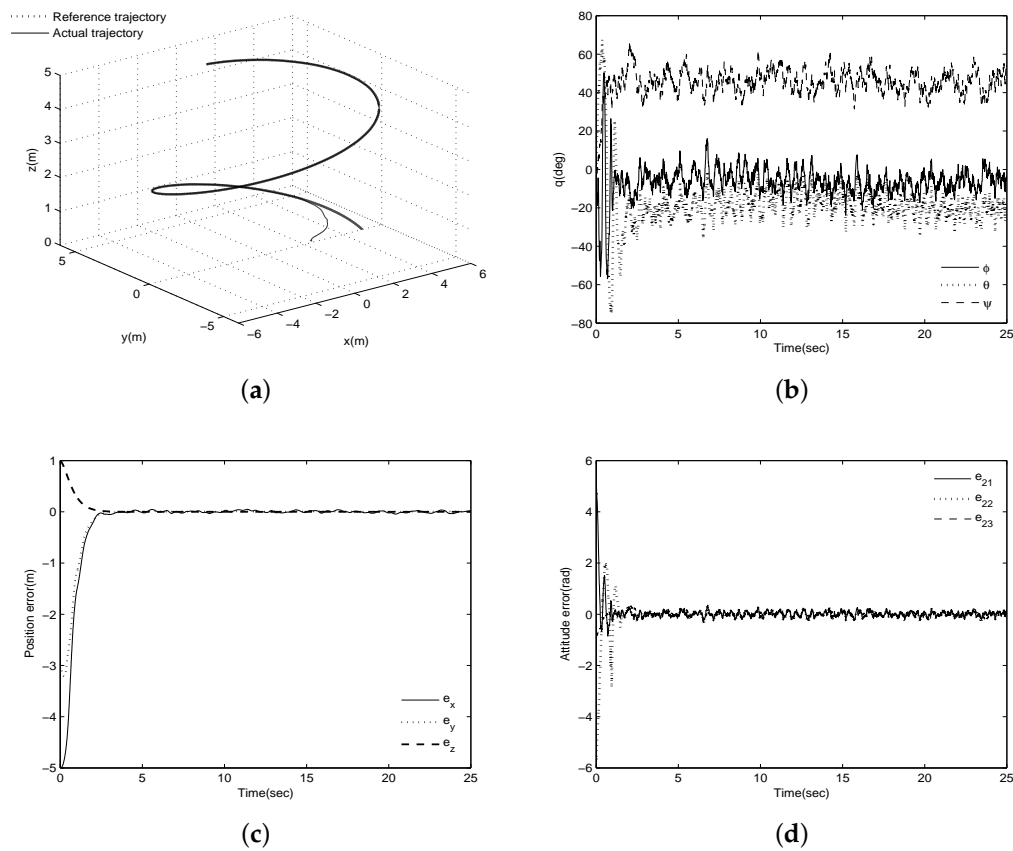 Reference trajectory
Actual trajectory
5
4
3
2
1
0
z(m)
5
0
−5
y(m)
−6
−4
−2
0
2
4
6
x(m)
(a)
80
60
40
20
0
−20
−40
−60
−80
q(deg)
ϕ
θ
ψ
0 5 10 15 20 25
Time(sec)
(b)
1
0
−1
−2
−3
−4
−5
Position error(m)
e_x
e_y
e_z
0 5 10 15 20 25
Time(sec)
(c)
6
4
2
0
−2
−4
−6
Attitude error(rad)
e_21
e_22
e_23
0 5 10 15 20 25
Time(sec)
(d)